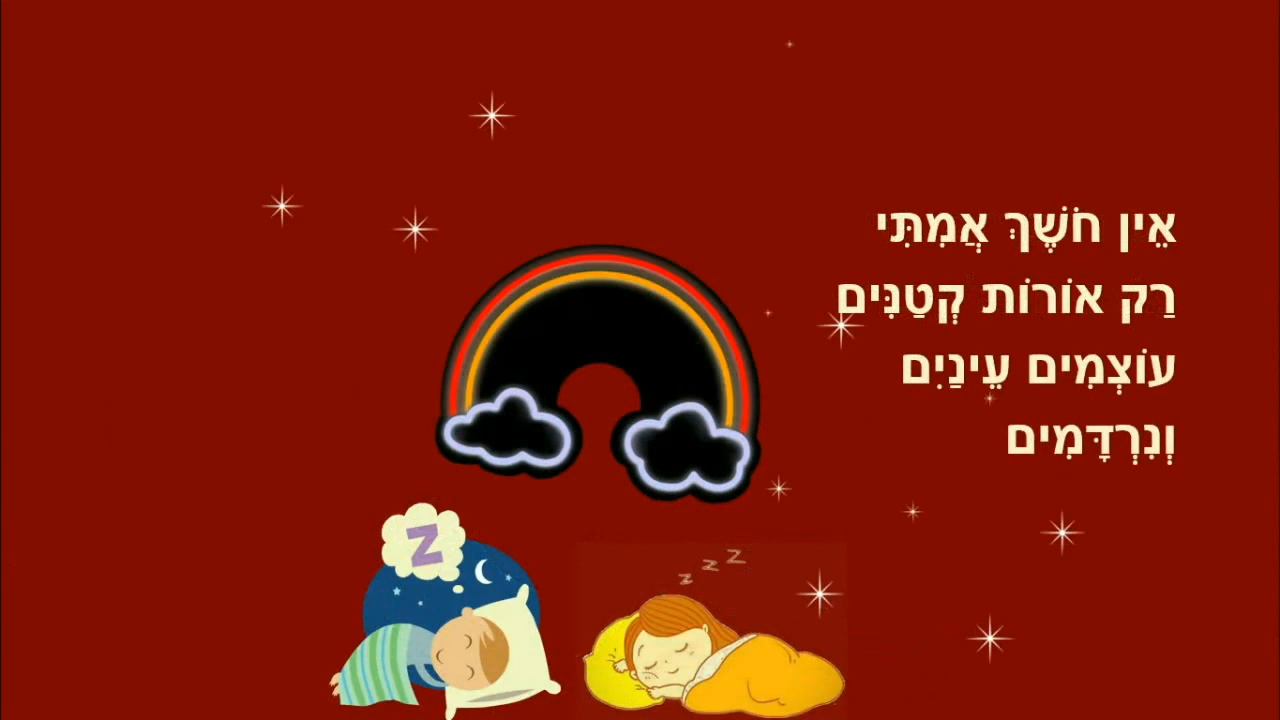 אֵין חֹשֶׁךְ אֲמִתִּי
רַק אוֹרוֹת קְטַנִּים
עוֹצְמִים עֵינַיִם
וְנִרְדָּמִים
Z
z z z